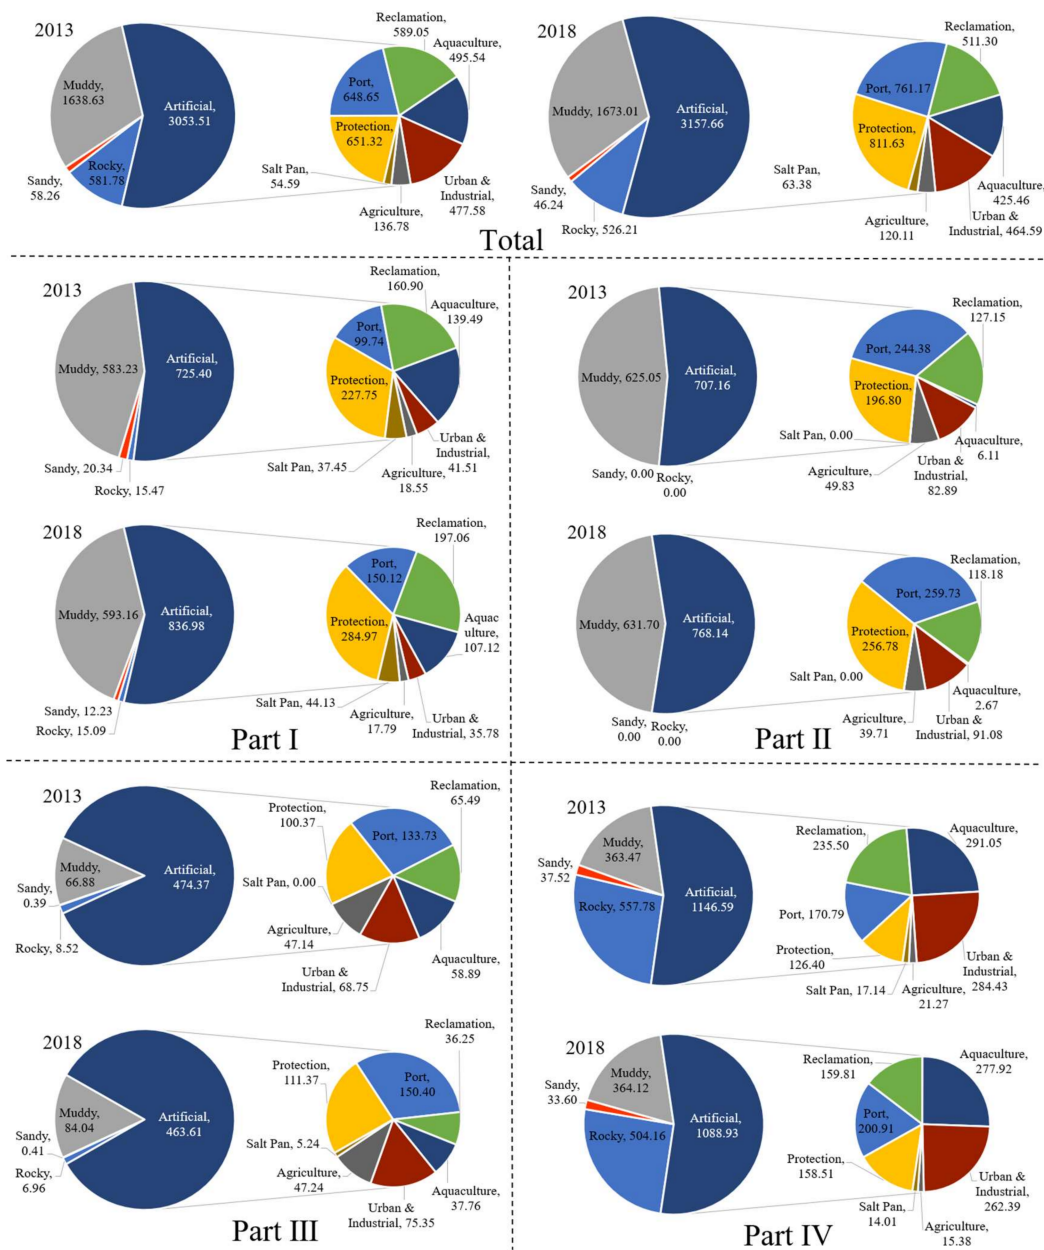 2013
Muddy,
1638.63
Artificial,
3053.51
Rocky,
581.78
Sandy,
58.26
Reclamation,
589.05
Aquaculture,
495.54
Port,
648.65
Protection,
651.32
Salt Pan,
54.59
Agriculture,
136.78
Urban &
Industrial,
477.58
2018
Muddy, 1673.01
Artificial,
3157.66
Sandy,
46.24
Rocky, 526.21
Reclamation,
511.30
Port, 761.17
Protection,
811.63
Salt Pan,
63.38
Agriculture,
120.11
Aquaculture,
425.46
Urban &
Industrial, 464.59
Total
2013
Muddy, 583.23
Artificial,
725.40
Sandy, 20.34
Rocky, 15.47
Reclamation,
160.90
Aquaculture,
139.49
Port,
99.74
Protection,
227.75
Salt Pan, 37.45
Agriculture,
18.55
Urban &
Industrial,
41.51
2018
Muddy, 593.16
Artificial,
836.98
Sandy, 12.23
Rocky, 15.09
Reclamation,
197.06
Port,
150.12
Protection,
284.97
Aquac
ulture,
107.12
Salt Pan, 44.13
Agriculture,
17.79
Urban &
Industrial, 35.78
Part I
2013
Muddy, 625.05
Artificial,
707.16
Sandy, 0.00
Rocky,
0.00
Reclamation,
127.15
Port, 244.38
Protection,
196.80
Salt Pan, 0.00
Agriculture,
49.83
Urban &
Industrial,
82.89
Aquaculture,
6.11
2018
Muddy, 631.70
Artificial,
768.14
Sandy,
0.00
Rocky,
0.00
Reclamation,
118.18
Port, 259.73
Protection,
256.78
Salt Pan, 0.00
Agriculture,
39.71
Aquaculture,
2.67
Urban &
Industrial, 91.08
Part II
2013
Muddy,
66.88
Artificial,
474.37
Sandy,
0.39
Rocky, 8.52
Protection,
100.37
Port, 133.73
Reclamation,
65.49
Salt Pan, 0.00
Agriculture,
47.14
Urban &
Industrial, 68.75
Aquaculture,
58.89
2018
Muddy,
84.04
Artificial,
463.61
Sandy,
0.41
Rocky,
6.96
Protection,
111.37
Port,
150.40
Reclamation,
36.25
Salt Pan, 5.24
Agriculture,
47.24
Urban &
Industrial, 75.35
Aquaculture,
37.76
Part III
2013
Muddy,
363.47
Artificial,
1146.59
Sandy,
37.52
Rocky, 557.78
Reclamation,
235.50
Aquaculture,
291.05
Port, 170.79
Protection,
126.40
Salt Pan, 17.14
Agriculture,
21.27
Urban &
Industrial,
284.43
2018
Muddy,
364.12
Artificial,
1088.93
Sandy,
33.60
Rocky, 504.16
Reclamation,
159.81
Aquaculture,
277.92
Port,
200.91
Protection,
158.51
Salt Pan,
14.01
Agriculture,
15.38
Urban &
Industrial,
262.39
Part IV